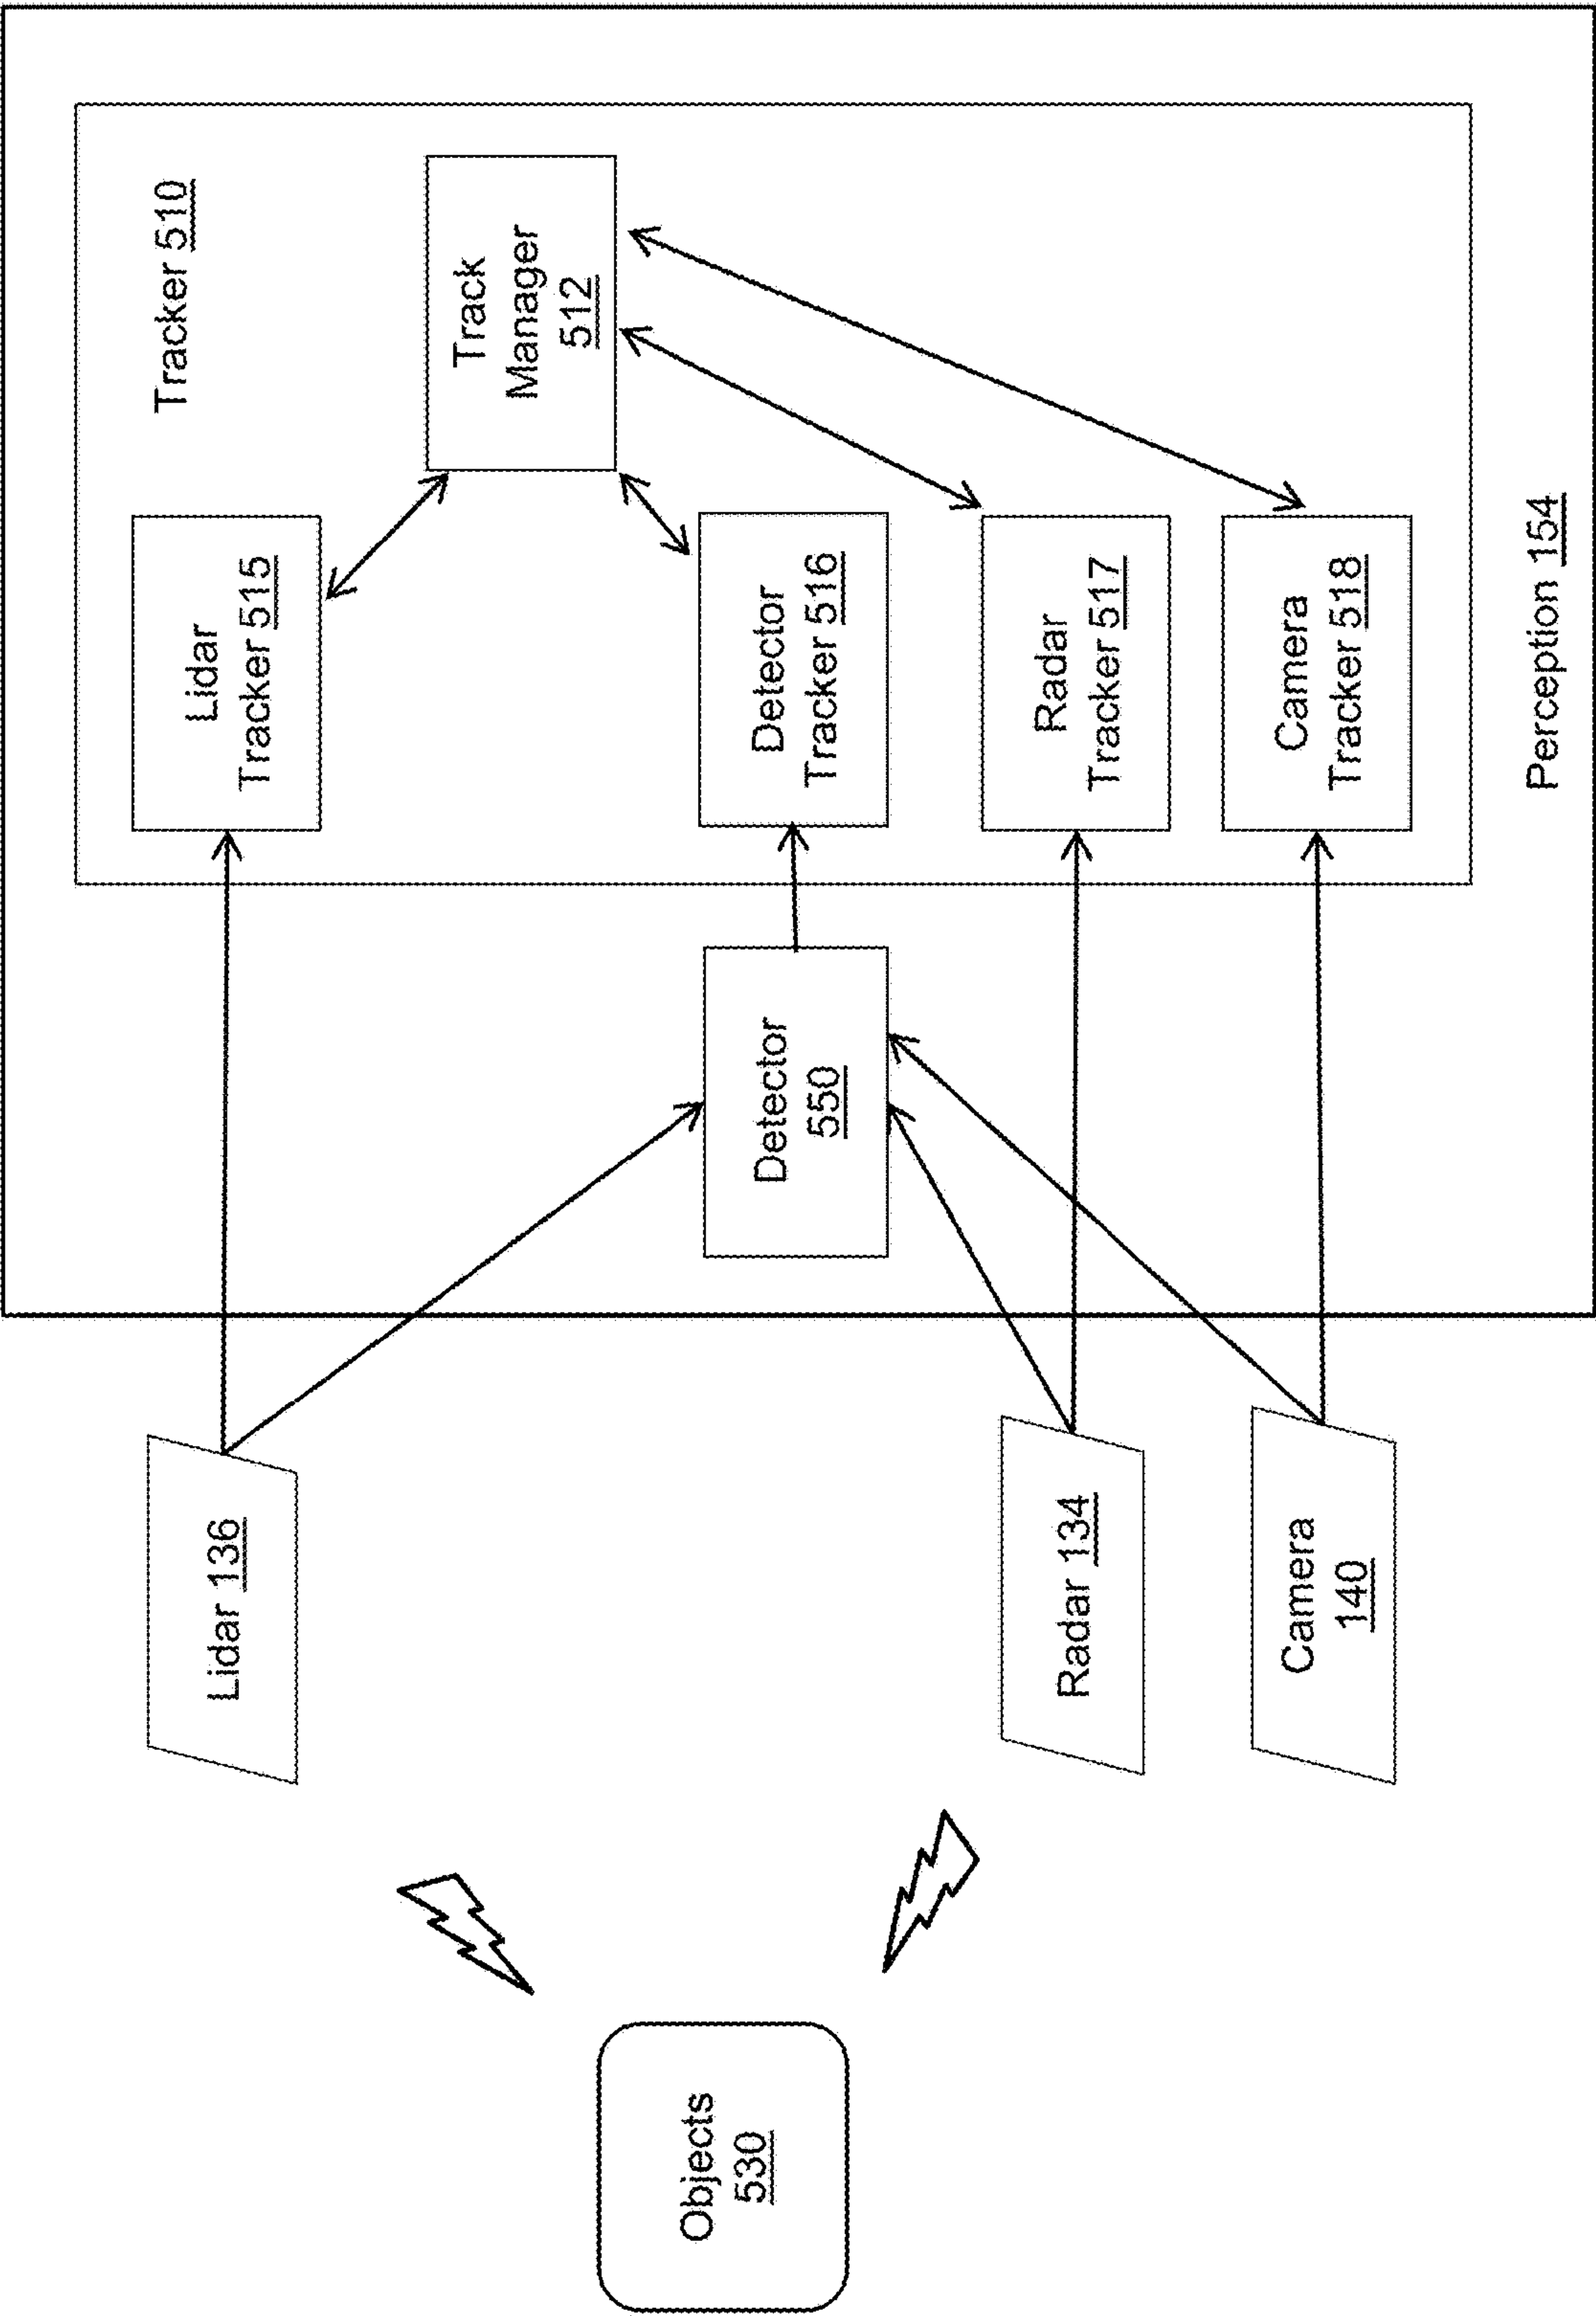 Objects
530
Lidar 136
Radar 134
Camera
140
Detector
550
Lidar
Tracker 515
Detector
Tracker 516
Radar
Tracker 517
Camera
Tracker 518
Track
Manager
512
Tracker 510
Perception 154